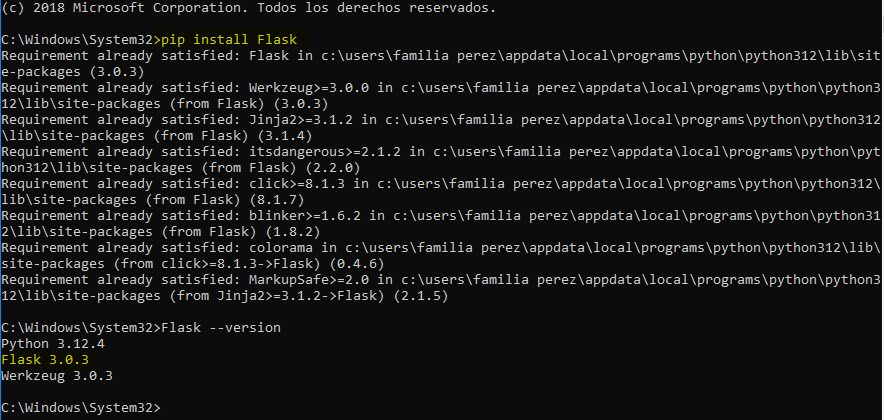 (c) 2018 Microsoft Corporation. Todos los derechos reservados.
C:\Windows\System32>pip install Flask
Requirement already satisfied: Flask in c:\users\familia perez\appdata\local\programs\python\python312\lib\sit
e-packages (3.0.3)
Requirement already satisfied: Werkzeug>=3.0.0 in c:\users\familia perez\appdata\local\programs\python\python3
12\lib\site-packages (from Flask) (3.0.3)
Requirement already satisfied: Jinja2>=3.1.2 in c:\users\familia perez\appdata\local\programs\python\python312
\lib\site-packages (from Flask) (3.1.4)
Requirement already satisfied: itsdangerous>=2.1.2 in c:\users\familia perez\appdata\local\programs\python\pyt
hon312\lib\site-packages (from Flask) (2.2.0)
Requirement already satisfied: click>=8.1.3 in c:\users\familia perez\appdata\local\programs\python\python312\
lib\site-packages (from Flask) (8.1.7)
Requirement already satisfied: blinker>=1.6.2 in c:\users\familia perez\appdata\local\programs\python\python31
2\lib\site-packages (from Flask) (1.8.2)
Requirement already satisfied: colorama in c:\users\familia perez\appdata\local\programs\python\python312\lib\
site-packages (from click>=8.1.3->Flask) (0.4.6)
Requirement already satisfied: MarkupSafe>=2.0 in c:\users\familia perez\appdata\local\programs\python\python3
12\lib\site-packages (from Jinja2>=3.1.2->Flask) (2.1.5)
C:\Windows\System32>Flask --version
Python 3.12.4
Flask 3.0.3
Werkzeug 3.0.3
C:\Windows\System32>